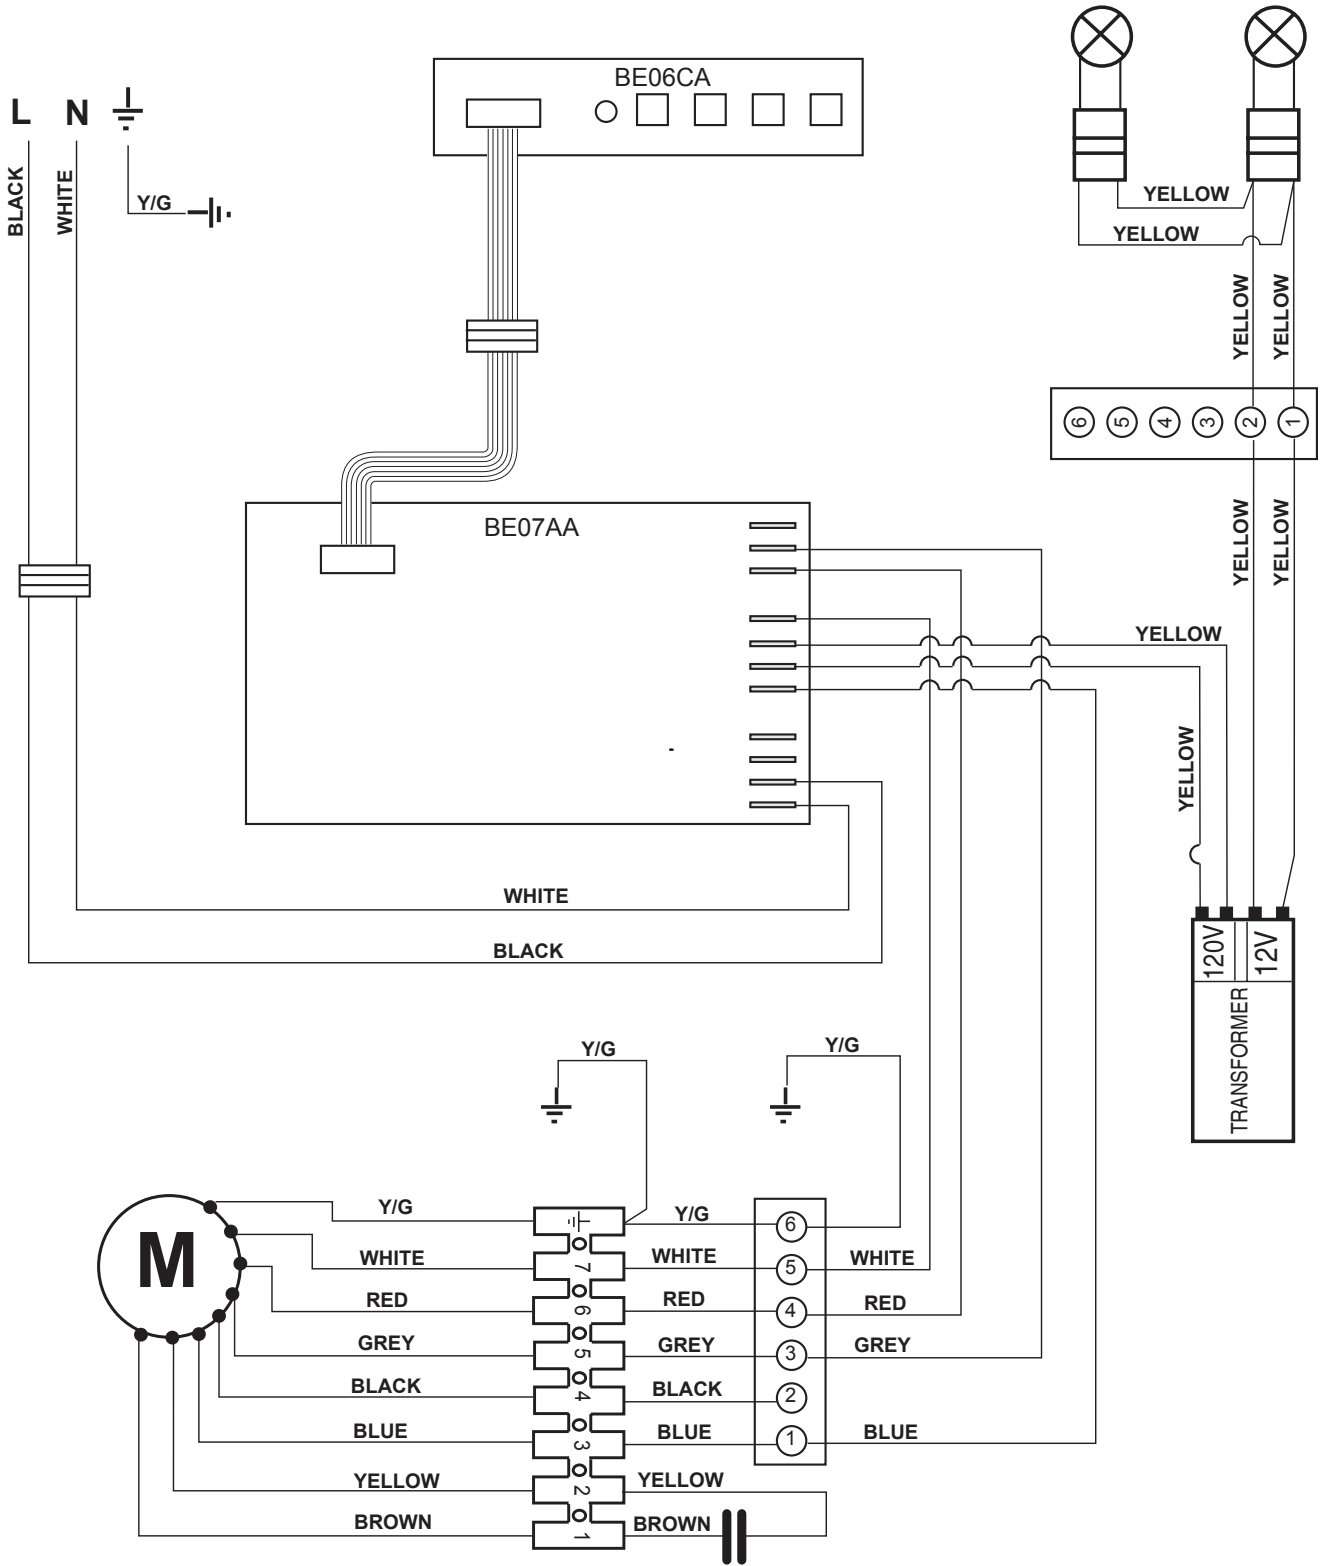 BE06CA
L N
BLACK
WHITE
Y/G
YELLOW
YELLOW
YELLOW
YELLOW
6 5 4 3 2 1
BE07AA
YELLOW
YELLOW
YELLOW
YELLOW
WHITE
BLACK
120V
12V
TRANSFORMER
Y/G
Y/G
M
Y/G
Y/G
6
WHITE
7
WHITE
5
WHITE
RED
6
RED
4
RED
GREY
5
GREY
3
GREY
BLACK
4
BLACK
2
BLUE
3
BLUE
1
BLUE
YELLOW
2
YELLOW
BROWN
1
BROWN